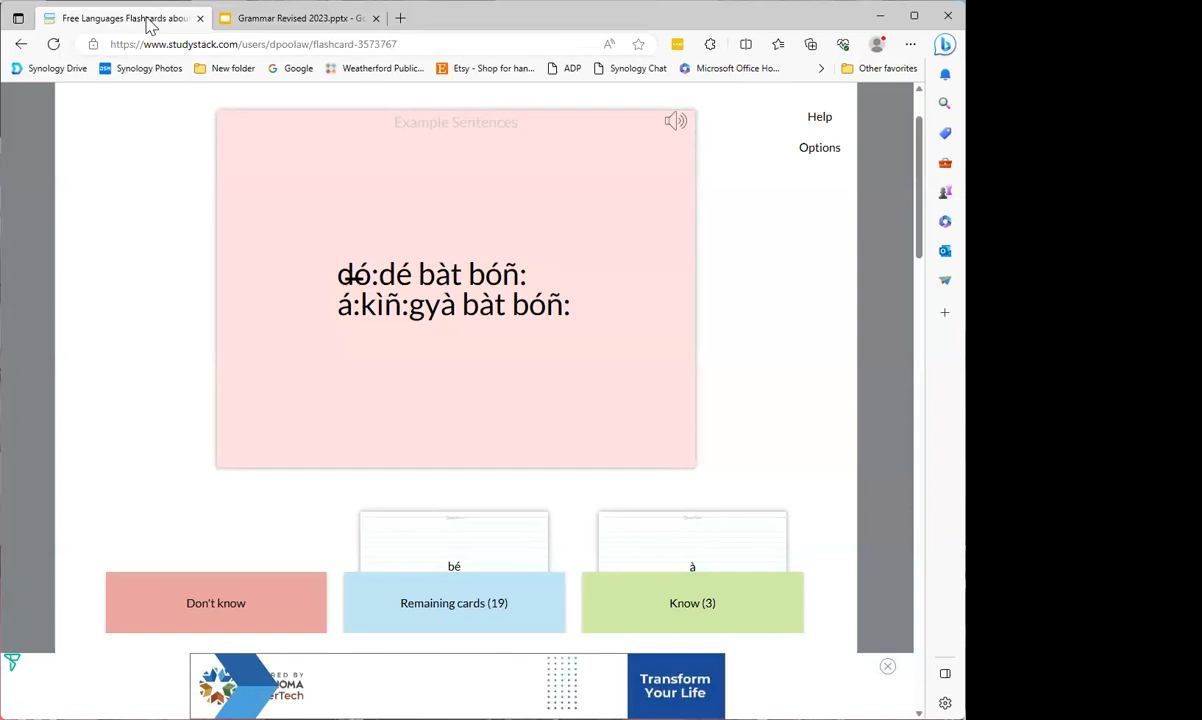 Free Languages Flashcards abou
Grammar Revised 2023.pptx - Go
https://www.studystack.com/users/dpoolaw/flashcard-3573767
Synology Drive
Synology Photos
New folder
Google
Weatherford Public...
Etsy - Shop for han...
ADP
Synology Chat
Microsoft Office Ho...
Other favorites
Example Sentences
Help
Options
dó:dé bàt bóñ:
á:kìñ:gyà bàt bóñ:
bé
à
Don't know
Remaining cards (19)
Know (3)
Transform
Your Life